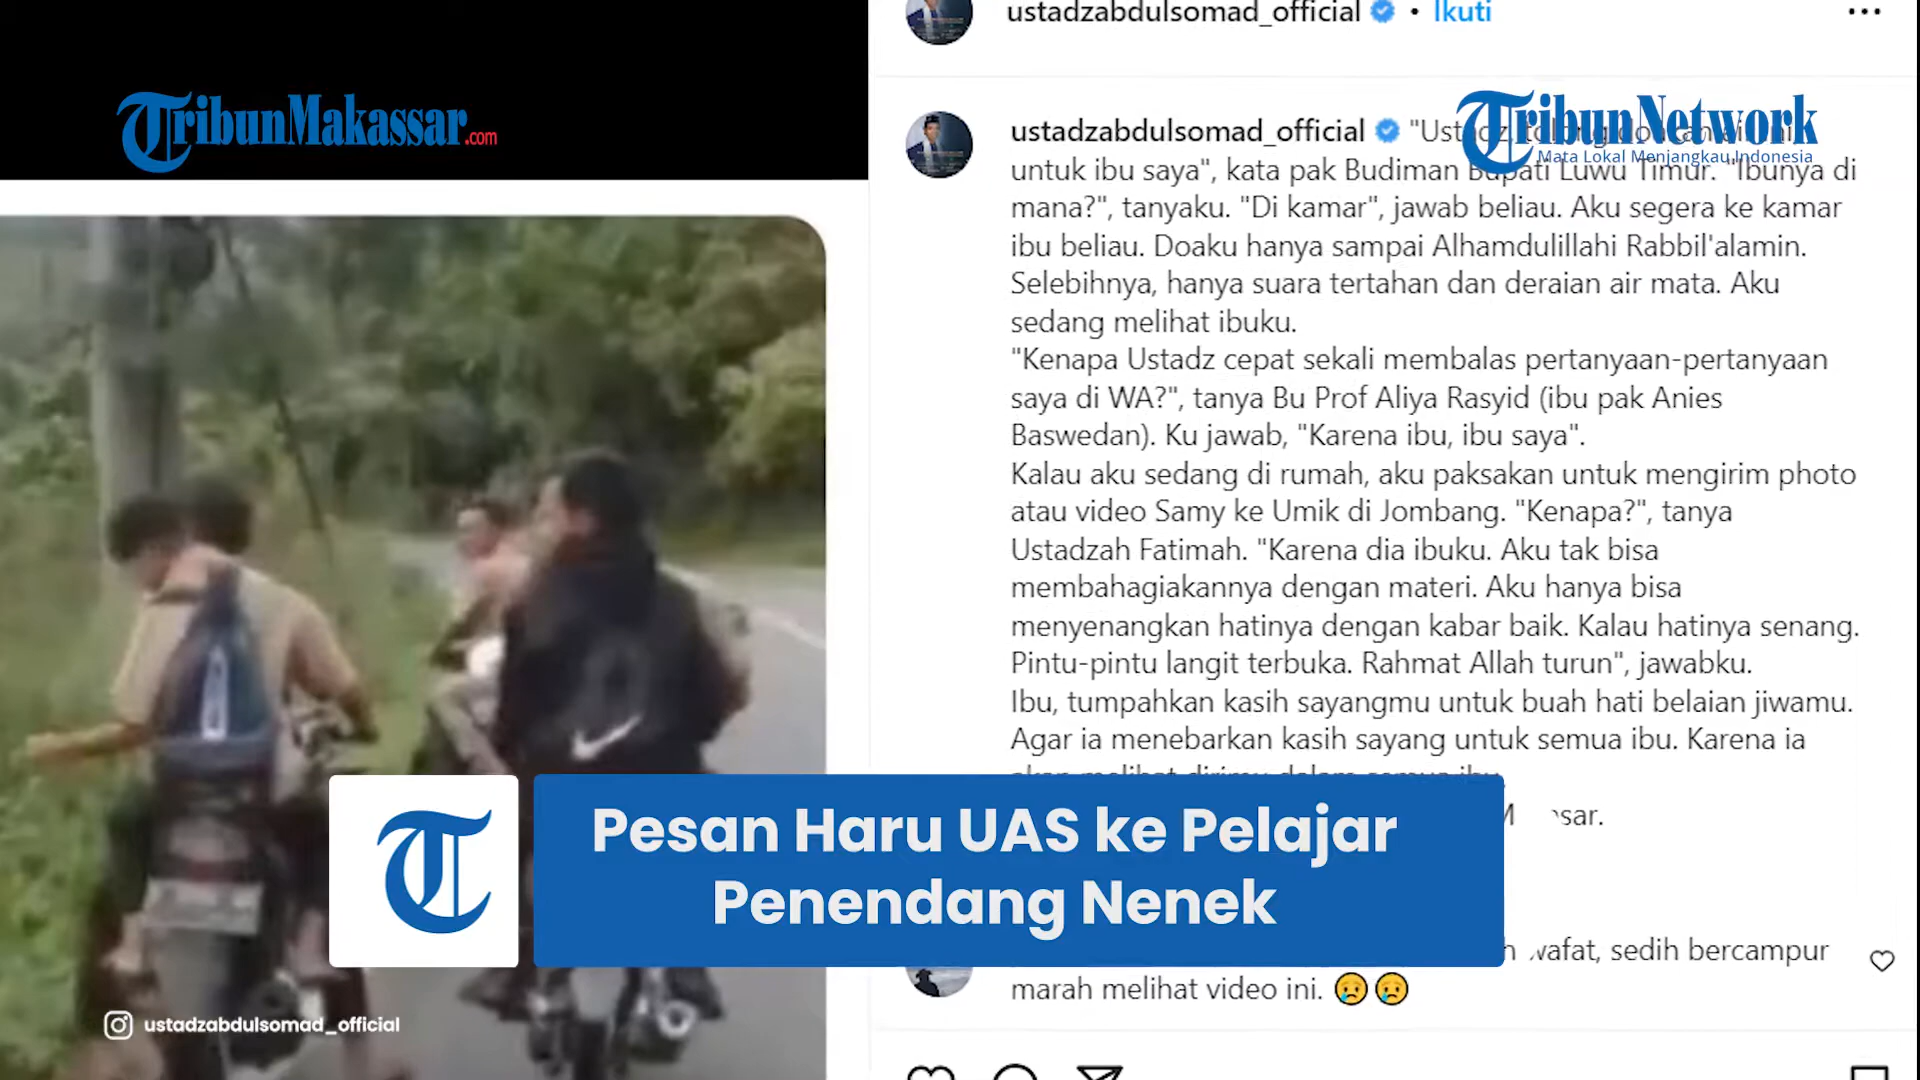 ustadzabdulsomad_official • Ikuti
TribunMakassar.com
TribunNetwork
Mata Lokal Menjangkau Indonesia
ustadzabdulsomad_official
untuk ibu saya", kata pak Budiman Bupati Luwu Timur. "Ibunya di
mana?", tanyaku. "Di kamar", jawab beliau. Aku segera ke kamar
ibu beliau. Doaku hanya sampai Alhamdulillahi Rabbil'alamin.
Selebihnya, hanya suara tertahan dan deraian air mata. Aku
sedang melihat ibuku.
"Kenapa Ustadz cepat sekali membalas pertanyaan-pertanyaan
saya di WA?", tanya Bu Prof Aliya Rasyid (ibu pak Anies
Baswedan). Ku jawab, "Karena ibu, ibu saya".
Kalau aku sedang di rumah, aku paksakan untuk mengirim photo
atau video Samy ke Umik di Jombang. "Kenapa?", tanya
Ustadzah Fatimah. "Karena dia ibuku. Aku tak bisa
membahagiakannya dengan materi. Aku hanya bisa
menyenangkan hatinya dengan kabar baik. Kalau hatinya senang.
Pintu-pintu langit terbuka. Rahmat Allah turun", jawabku.
Ibu, tumpahkan kasih sayangmu untuk buah hati belaian jiwamu.
Agar ia menebarkan kasih sayang untuk semua ibu. Karena ia
Pesan Haru UAS ke Pelajar
Penendang Nenek
wafat, sedih bercampur
marah melihat video ini. 😢😢
ustadzabdulsomad_official